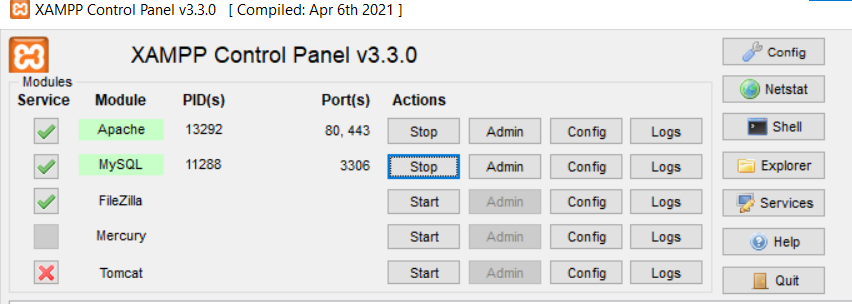 XAMPP Control Panel v3.3.0 [ Compiled: Apr 6th 2021 ]
XAMPP Control Panel v3.3.0
Config
Modules
Service Module PID(s) Port(s) Actions
Netstat
Apache 13292 80, 443 Stop Admin Config Logs
Shell
MySQL 11288 3306 Stop Admin Config Logs
Explorer
FileZilla Start Admin Config Logs
Services
Mercury Start Admin Config Logs
Help
Tomcat Start Admin Config Logs
Quit